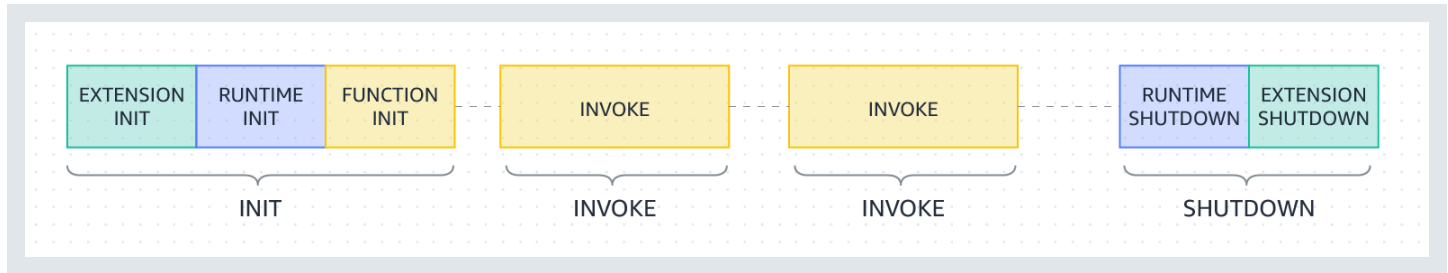 EXTENSION
INIT
RUNTIME
INIT
FUNCTION
INIT
INVOKE
INVOKE
RUNTIME
SHUTDOWN
EXTENSION
SHUTDOWN
INIT
INVOKE
INVOKE
SHUTDOWN